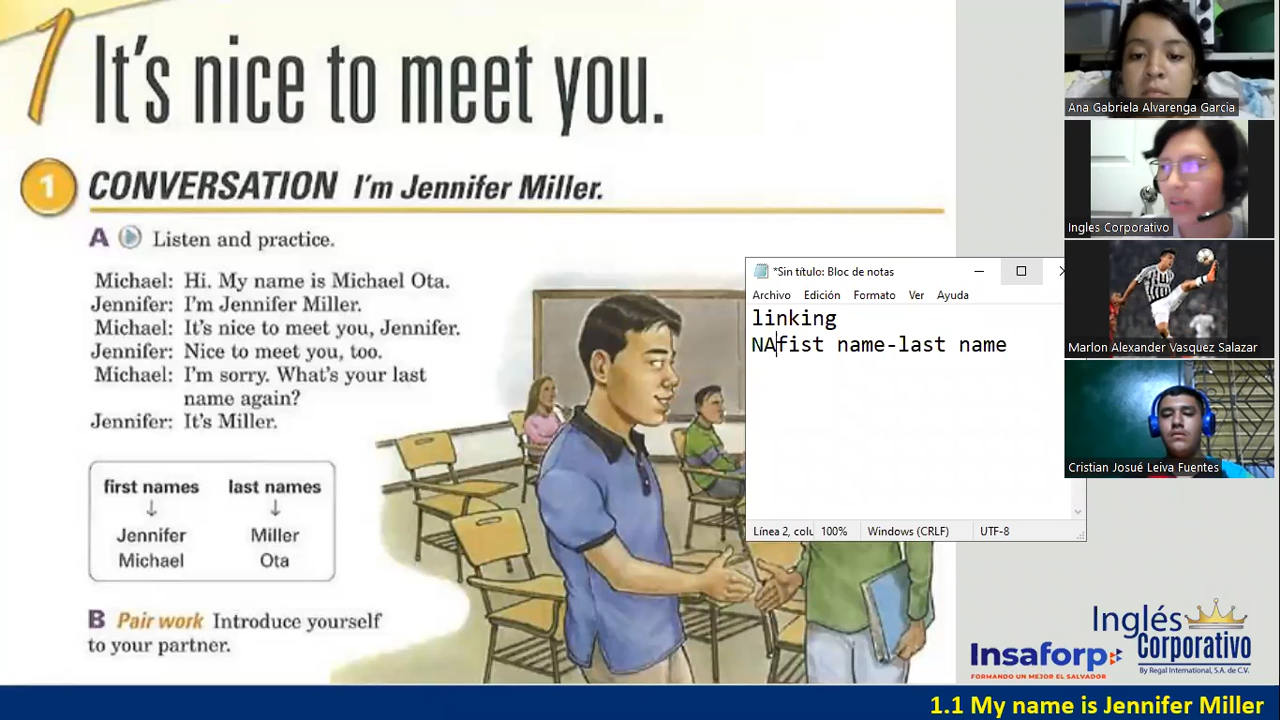 1
It's nice to meet you.
1
CONVERSATION I'm Jennifer Miller.
A Listen and practice.
Michael: Hi. My name is Michael Ota.
Jennifer: I'm Jennifer Miller.
Michael: It's nice to meet you, Jennifer.
Jennifer: Nice to meet you, too.
Michael: I'm sorry. What's your last
name again?
Jennifer: It's Miller.
first names last names
↓ ↓
Jennifer Miller
Michael Ota
B Pair work Introduce yourself
to your partner.
*Sin título: Bloc de notas
Archivo Edición Formato Ver Ayuda
linking
NAfist name-last name
Línea 2, colu 100% Windows (CRLF) UTF-8
Ana Gabriela Alvarenga Garcia
Ingles Corporativo
Marlon Alexander Vasquez Salazar
Cristian Josué Leiva Fuentes
Insaforp
FORMANDO UN MEJOR EL SALVADOR
Inglés
Corporativo
By Regal International, S.A. de C.V.
1.1 My name is Jennifer Miller